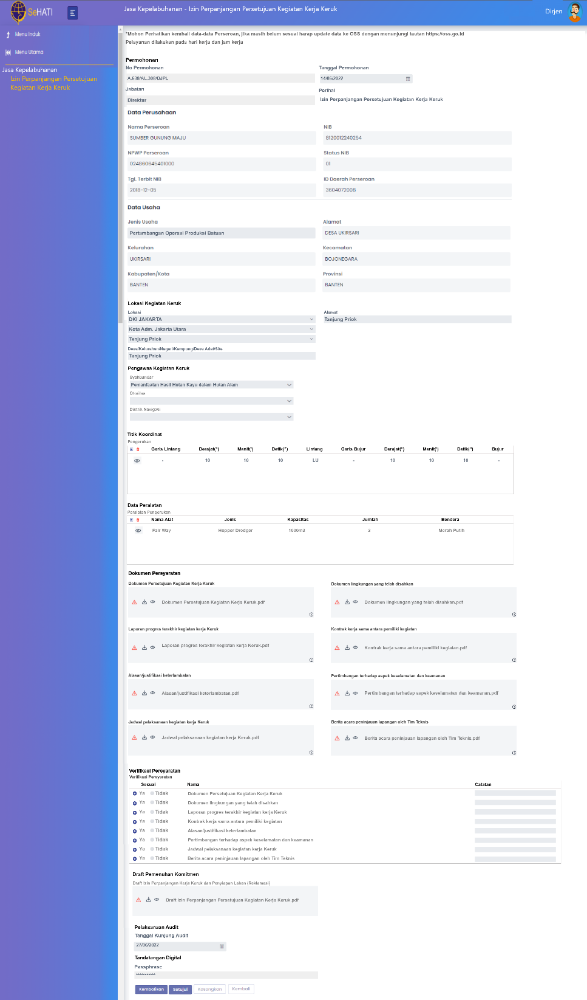 SeHATI
Jasa Kepelabuhanan - Izin Perpanjangan Persetujuan Kegiatan Kerja Keruk
Dirjen
Menu Induk
Menu Utama
Jasa Kepelabuhanan
Izin Perpanjangan Persetujuan
Kegiatan Kerja Keruk
*Mohon Perhatikan kembali data-data Perseroan, jika masih belum sesuai harap update data ke OSS dengan menunjungi tautan https://oss.go.id
Pelayanan dilakukan pada hari kerja dan jam kerja
Permohonan
No Permohonan Tanggal Permohonan
A.638/AL.308/DJPL 14/06/2022
Jabatan Perihal
Direktur Izin Perpanjangan Persetujuan Kegiatan Kerja Keruk
Data Perusahaan
Nama Perseroan NIB
SUMBER GUNUNG MAJU 8120012240254
NPWP Perseroan Status NIB
024860645401000 01
Tgl. Terbit NIB ID Daerah Perseroan
2018-12-05 3604072008
Data Usaha
Jenis Usaha Alamat
Pertambangan Operasi Produksi Batuan DESA UKIRSARI
Kelurahan Kecamatan
UKIRSARI BOJONEGARA
Kabupaten/Kota Provinsi
BANTEN BANTEN
Lokasi Kegiatan Keruk
Lokasi Alamat
DKI JAKARTA Tanjung Priok
Kota Adm. Jakarta Utara
Tanjung Priok
Desa/Kelurahan/Negari/Kampung/Desa Adat/Site
Tanjung Priok
Pengawas Kegiatan Keruk
Syahbandar
Pemanfaatan Hasil Hutan Kayu dalam Hutan Alam
Otoritas
Distrik Navigasi
Titik Koordinat
Pengerukan
Garis Lintang Derajat(°) Menit(') Detik(") Lintang Garis Bujur Derajat(°) Menit(') Detik(") Bujur
- 10 10 10 LU - 10 10 10 -
Data Peralatan
Peralatan Pengerukan
Nama Alat Jenis Kapasitas Jumlah Bendera
Fair Way Hopper Dredger 1000m2 2 Merah Putih
Dokumen Persyaratan
Dokumen Persetujuan Kegiatan Kerja Keruk Dokumen lingkungan yang telah disahkan
Dokumen Persetujuan Kegiatan Kerja Keruk.pdf Dokumen lingkungan yang telah disahkan.pdf
Laporan progres terakhir kegiatan kerja Keruk Kontrak kerja sama antara pemiliki kegiatan
Laporan progres terakhir kegiatan kerja Keruk.pdf Kontrak kerja sama antara pemiliki kegiatan.pdf
Alasan/justifikasi keterlambatan Pertimbangan terhadap aspek keselamatan dan keamanan
Alasan/justifikasi keterlambatan.pdf Pertimbangan terhadap aspek keselamatan dan keamanan.pdf
Jadwal pelaksanaan kegiatan kerja Keruk Berita acara peninjauan lapangan oleh Tim Teknis
Jadwal pelaksanaan kegiatan kerja Keruk.pdf Berita acara peninjauan lapangan oleh Tim Teknis.pdf
Verifikasi Persyaratan
Verifikasi Persyaratan
Sesuai Nama Catatan
Ya Tidak Dokumen Persetujuan Kegiatan Kerja Keruk
Ya Tidak Dokumen lingkungan yang telah disahkan
Ya Tidak Laporan progres terakhir kegiatan kerja Keruk
Ya Tidak Kontrak kerja sama antara pemiliki kegiatan
Ya Tidak Alasan/justifikasi keterlambatan
Ya Tidak Pertimbangan terhadap aspek keselamatan dan keamanan
Ya Tidak Jadwal pelaksanaan kegiatan kerja Keruk
Ya Tidak Berita acara peninjauan lapangan oleh Tim Teknis
Draft Pemenuhan Komitmen
Draft Izin Perpanjangan Kerja Keruk dan Penyiapan Lahan (Reklamasi)
Draft Izin Perpanjangan Persetujuan Kegiatan Kerja Keruk.pdf
Pelaksanaan Audit
Tanggal Kunjung Audit
27/06/2022
Tandatangan Digital
Passphrase
***********
Kembalikan Setujui Kosongkan Kembali